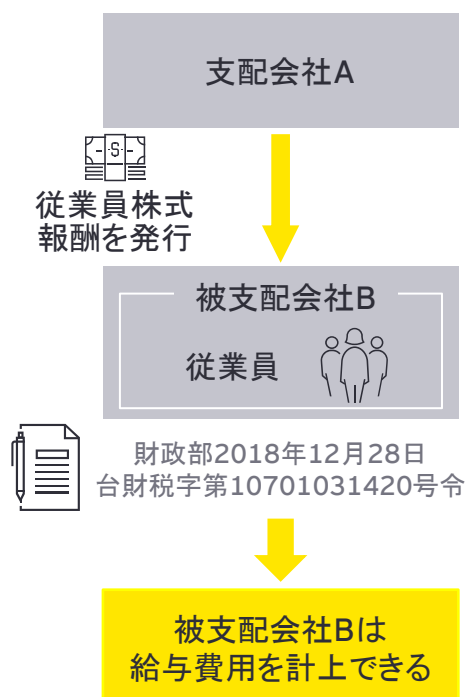 支配会社A
-S-
従業員株式
報酬を発行
被支配会社B
従業員
財政部2018年12月28日
台財税字第10701031420号令
被支配会社Bは
給与費用を計上できる